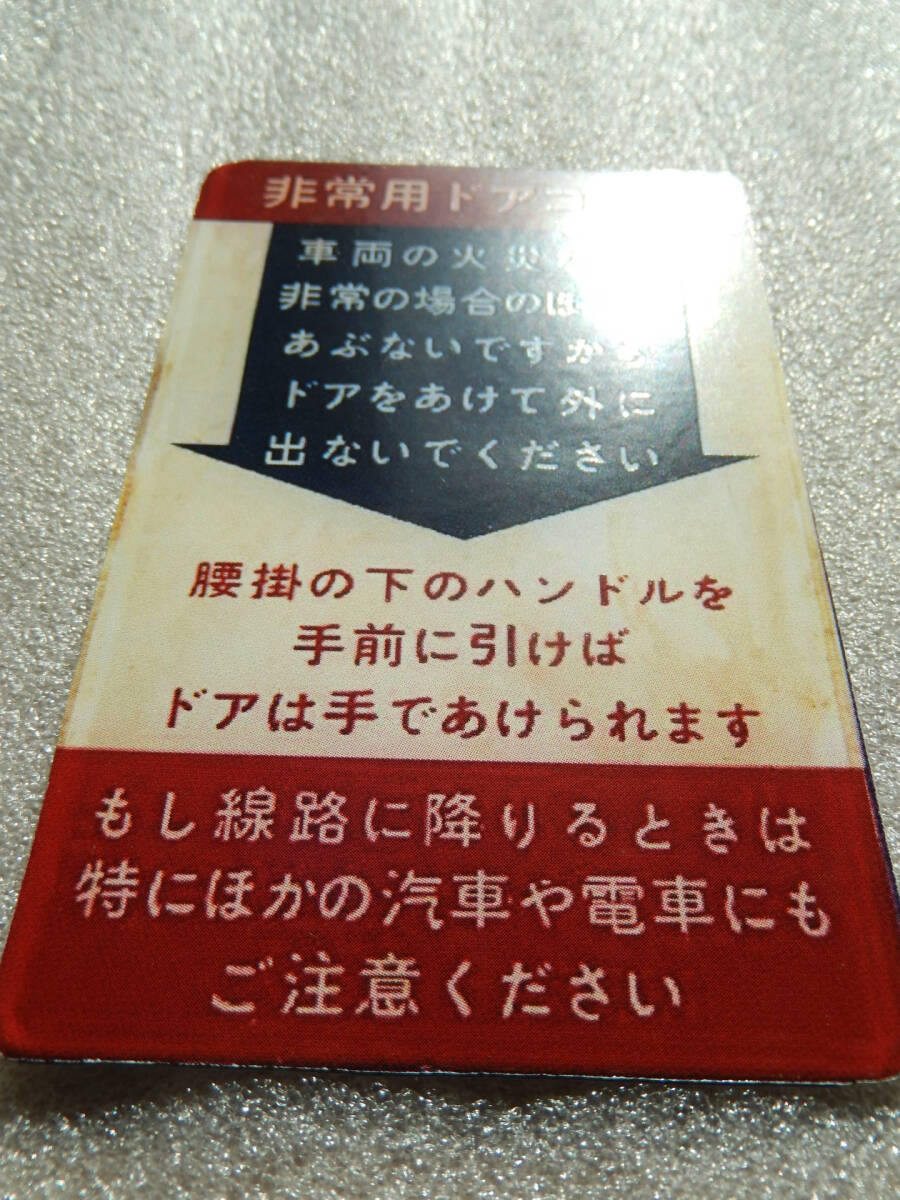 非常用ドアコ
車両の火災
非常の場合のほ
あぶないですから
ドアをあけて外に
出ないでください
腰掛の下のハンドルを
手前に引けば
ドアは手であけられます
もし線路に降りるときは
特にほかの汽車や電車にも
ご注意ください